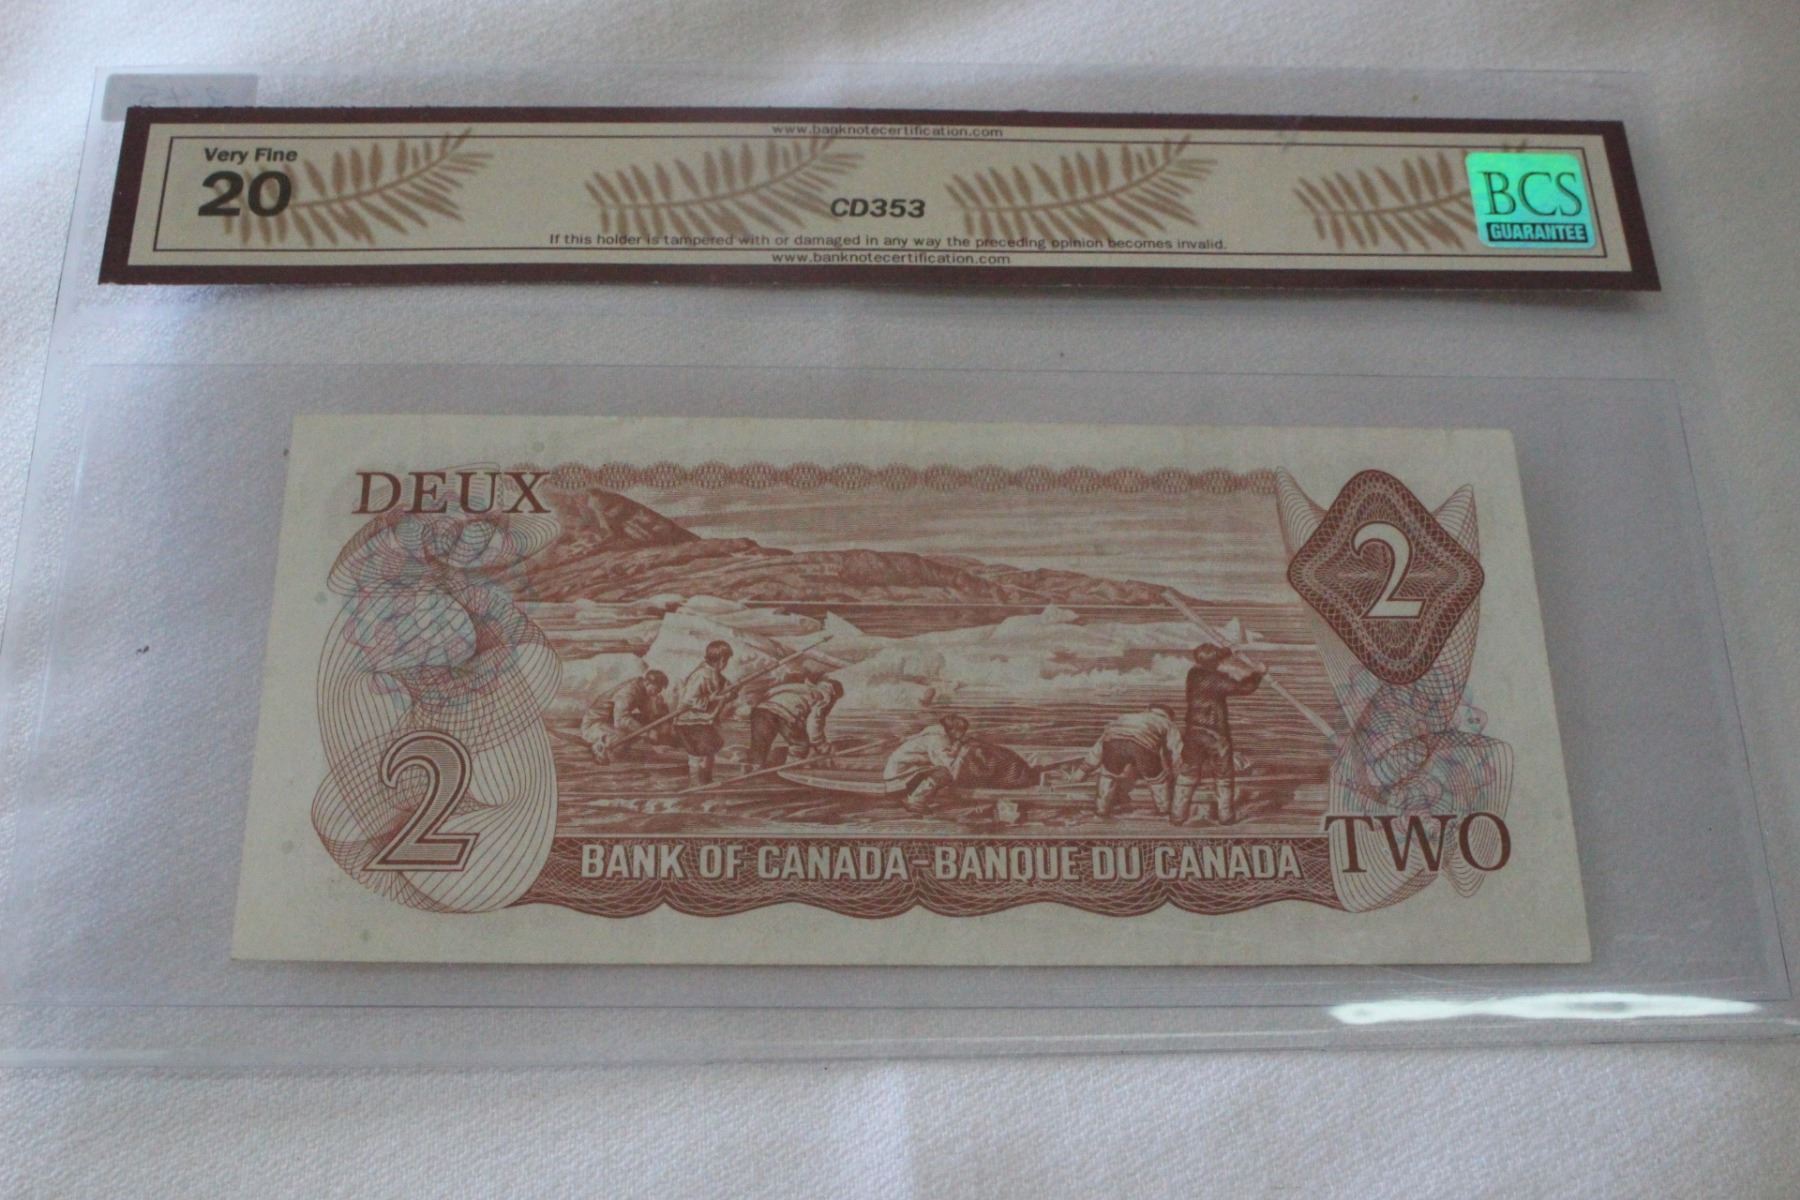 www.banknotecertification.com
Very Fine
20
CD353
BCS
GUARANTEE
If this holder is tampered with or damaged in any way the preceding opinion becomes invalid.
www.banknotecertification.com
DEUX
2
2
BANK OF CANADA–BANQUE DU CANADA
TWO